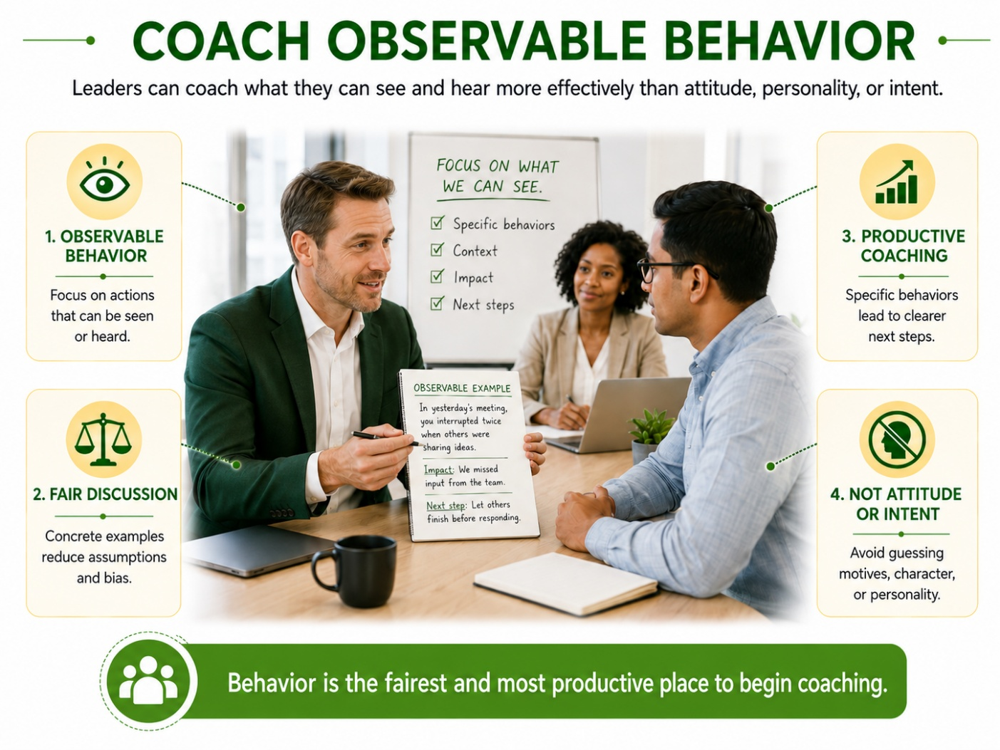 COACH OBSERVABLE BEHAVIOR
Leaders can coach what they can see and hear more effectively than attitude, personality, or intent.
1. OBSERVABLE
BEHAVIOR
Focus on actions
that can be seen
or heard.
2. FAIR DISCUSSION
Concrete examples
reduce assumptions
and bias.
FOCUS ON WHAT
WE CAN SEE.
Specific behaviors
Context
Impact
Next steps
OBSERVABLE EXAMPLE
In yesterday's meeting,
you interrupted twice
when others were
sharing ideas.
Impact: We missed
input from the team.
Next step: Let others
finish before responding.
3. PRODUCTIVE
COACHING
Specific behaviors
lead to clearer
next steps.
4. NOT ATTITUDE
OR INTENT
Avoid guessing
motives, character,
or personality.
Behavior is the fairest and most productive place to begin coaching.